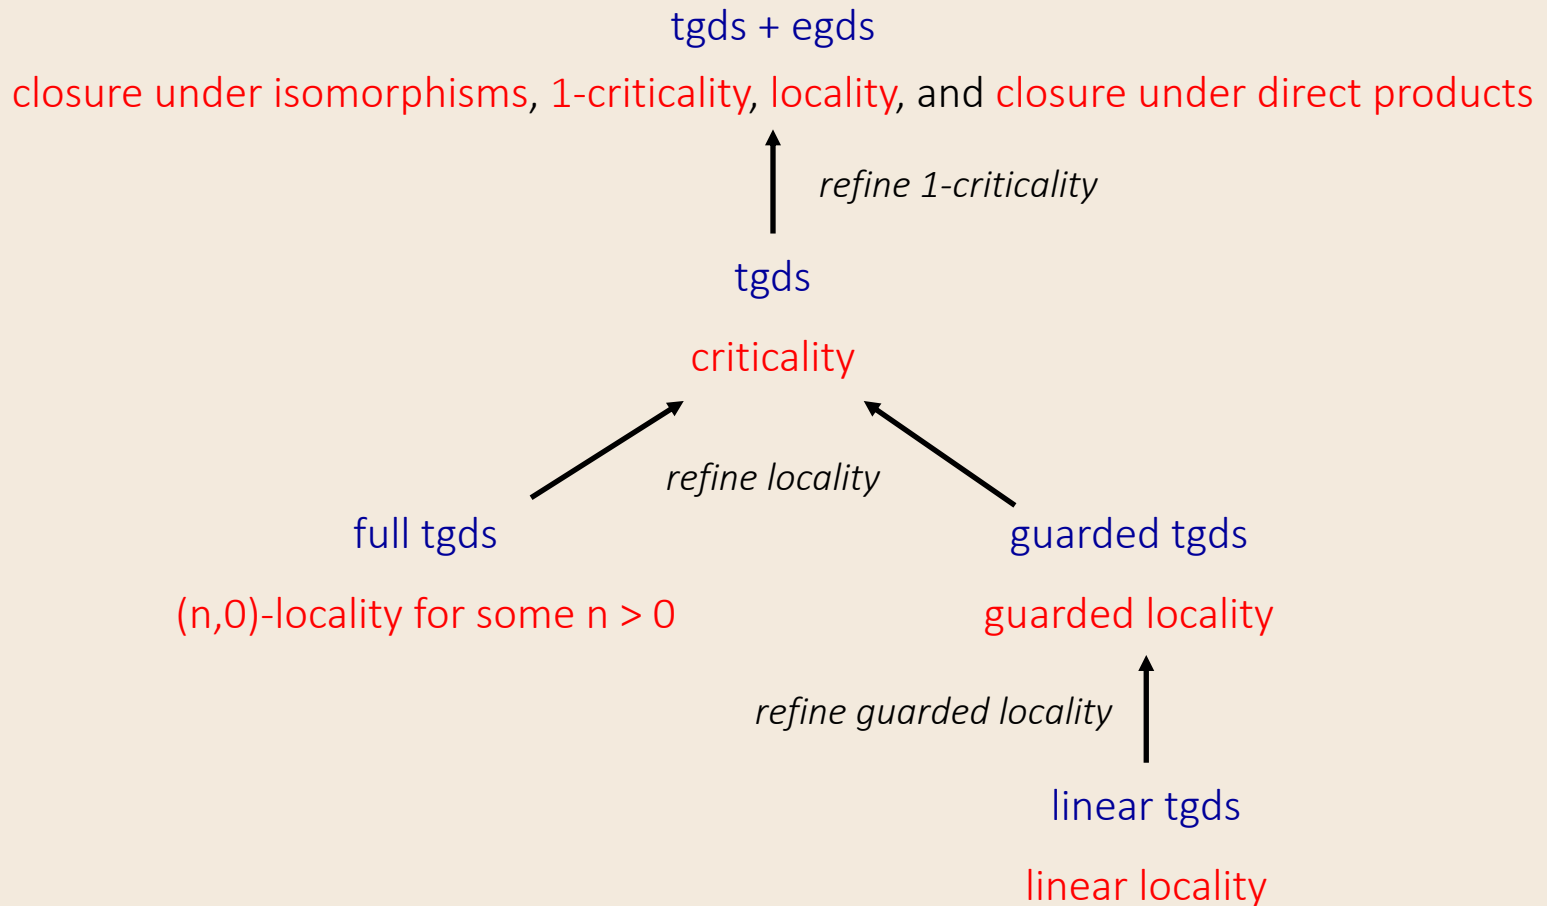 tgds + egds
closure under isomorphisms, 1-criticality, locality, and closure under direct products
refine 1-criticality
tgds
criticality
refine locality
full tgds
guarded tgds
(n,0)-locality for some n > 0
guarded locality
refine guarded locality
linear tgds
linear locality